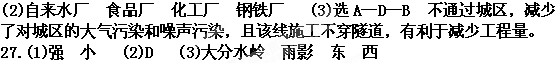 (2)自来水厂　食品厂　化工厂　钢铁厂　(3)选A—D—B　不通过城区,减少
了对城区的大气污染和噪声污染,且该线施工不穿隧道,有利于减少工程量。
27.(1)强　小　(2)D　(3)大分水岭　雨影　东　西